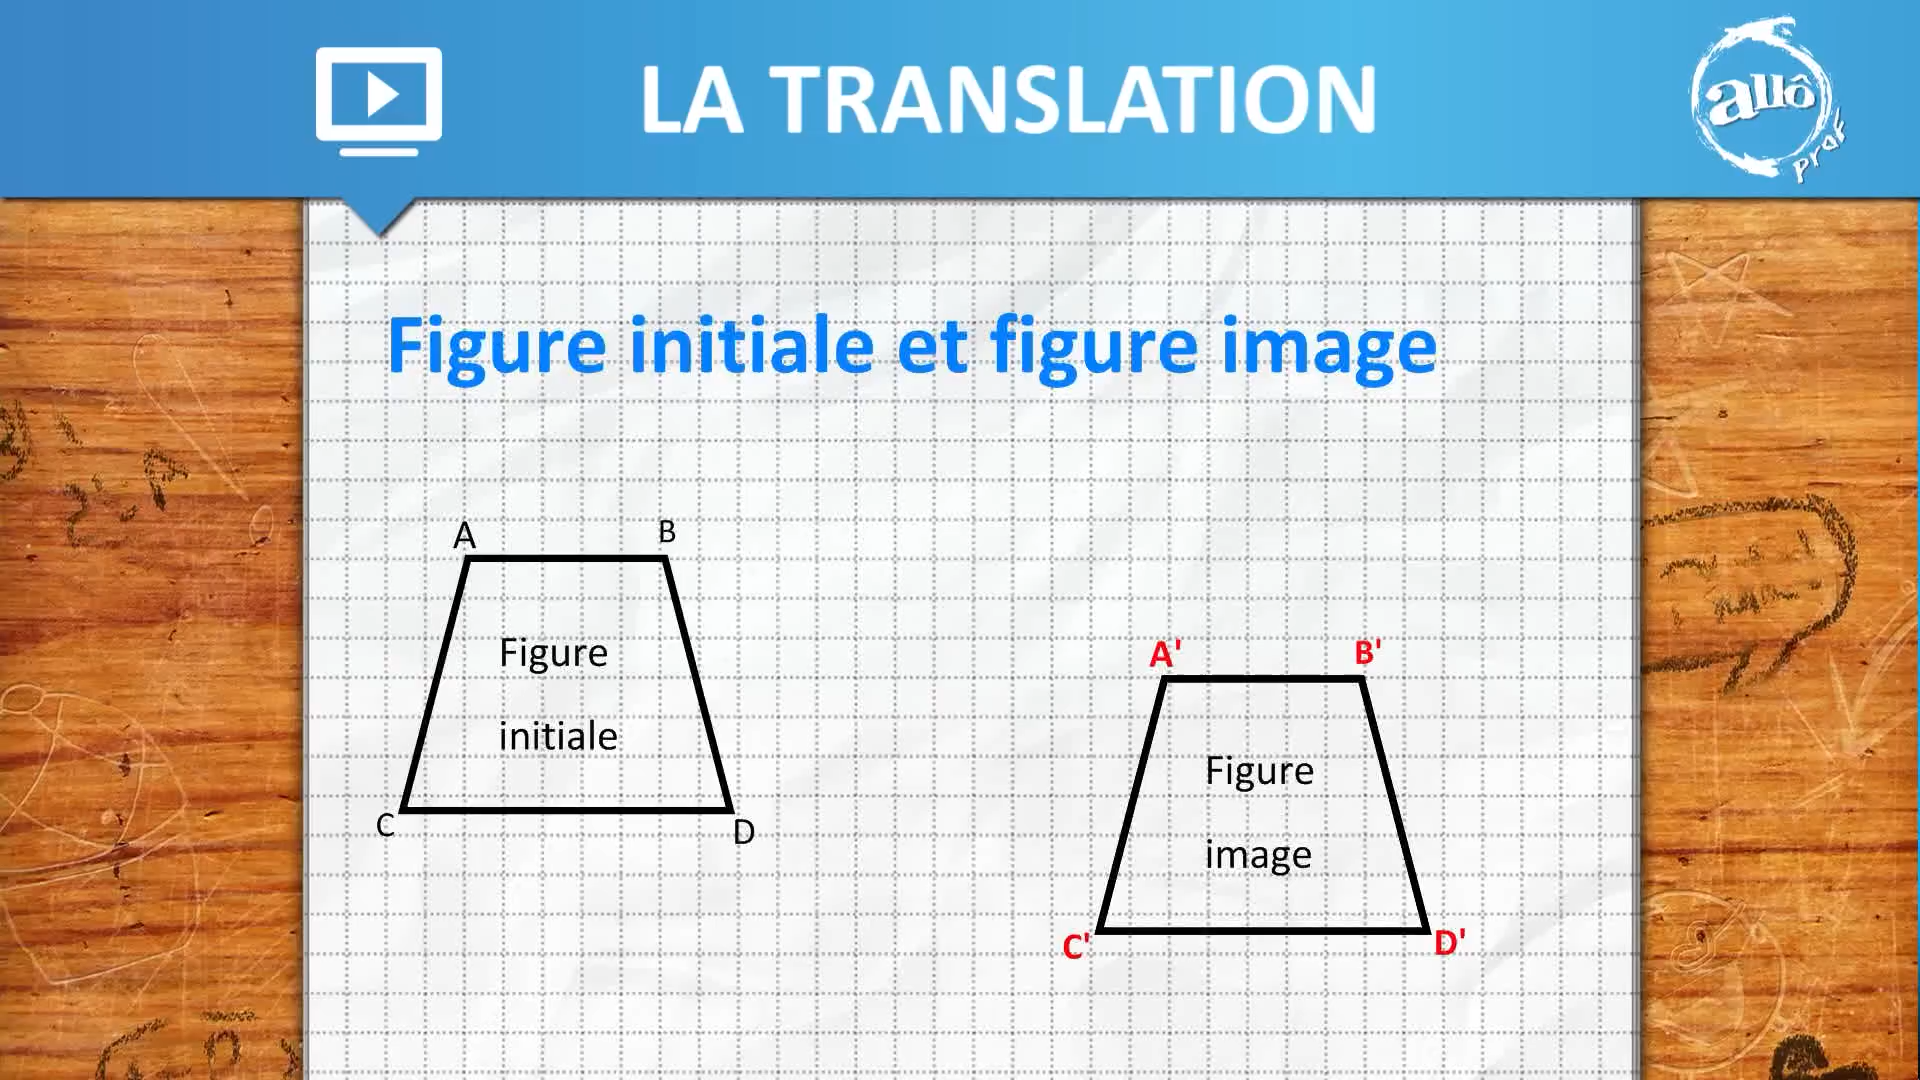 LA TRANSLATION
allô
prof
Figure initiale et figure image
A
B
Figure
initiale
C
D
A'
B'
Figure
image
C'
D'